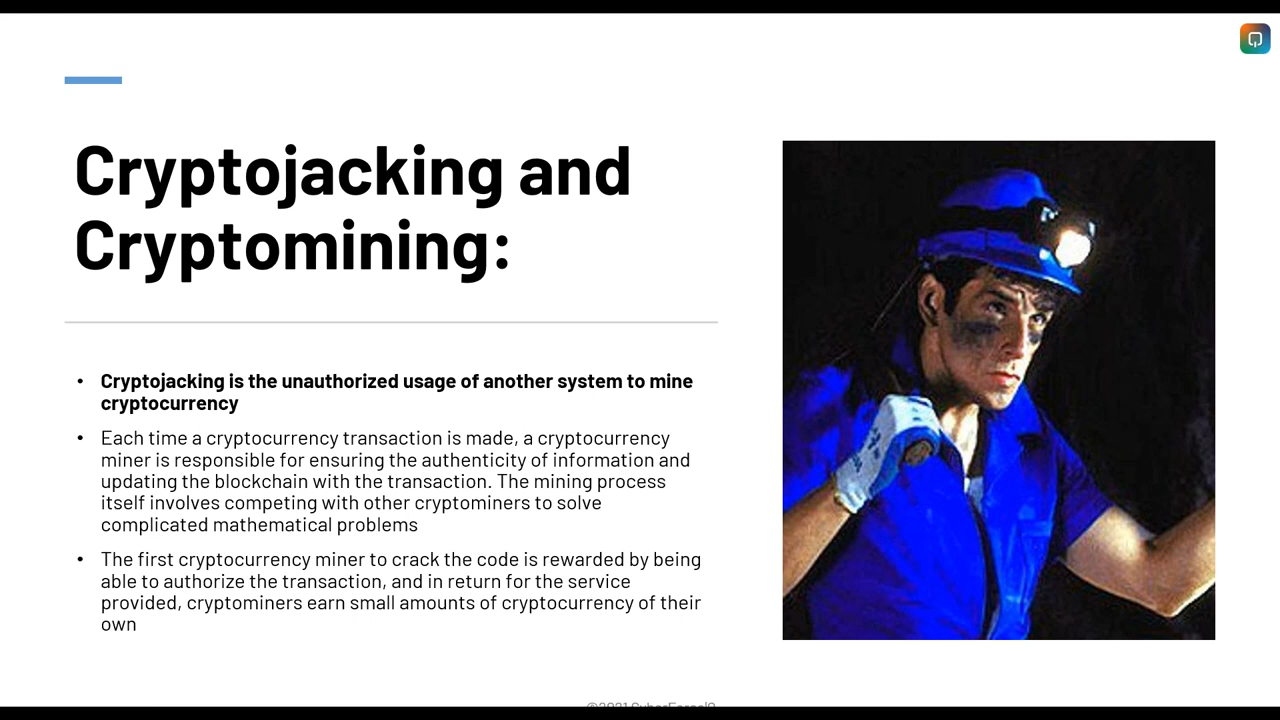 Cryptojacking and
Cryptomining:
• Cryptojacking is the unauthorized usage of another system to mine
cryptocurrency
• Each time a cryptocurrency transaction is made, a cryptocurrency
miner is responsible for ensuring the authenticity of information and
updating the blockchain with the transaction. The mining process
itself involves competing with other cryptominers to solve
complicated mathematical problems
• The first cryptocurrency miner to crack the code is rewarded by being
able to authorize the transaction, and in return for the service
provided, cryptominers earn small amounts of cryptocurrency of their
own
©2021